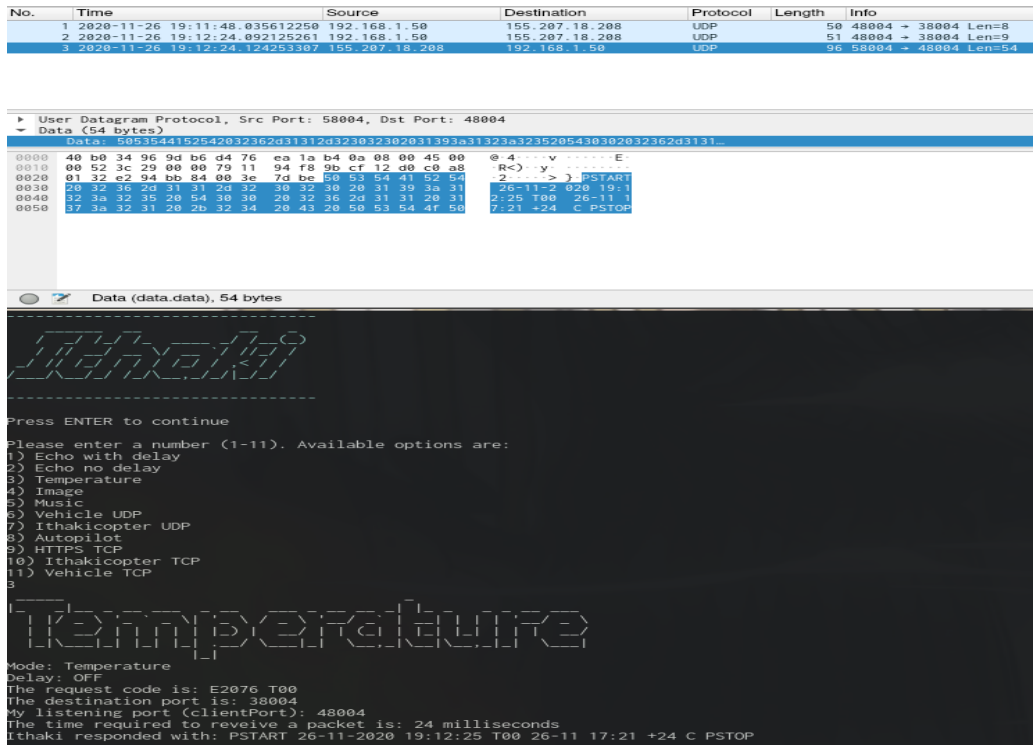 No. Time Source Destination Protocol Length Info
1 2020-11-26 19:11:48.035612250 192.168.1.50 155.207.18.208 UDP 50 48004 → 38004 Len=8
2 2020-11-26 19:12:24.092125261 192.168.1.50 155.207.18.208 UDP 51 48004 → 38004 Len=9
3 2020-11-26 19:12:24.124253307 155.207.18.208 192.168.1.50 UDP 96 58004 → 48004 Len=54
User Datagram Protocol, Src Port: 58004, Dst Port: 48004
Data (54 bytes)
Data: 5053544152542032362d31312d323032302031393a31323a3235205430302032362d3131…
0000 40 b0 34 96 9d b6 d4 76 ea 1a b4 0a 08 00 45 00 @·4····v ······E·
0010 00 52 3c 29 00 00 79 11 94 f8 9b cf 12 d0 c0 a8 ·R<)··y· ········
0020 01 32 e2 94 bb 84 00 3e 7d be 50 53 54 41 52 54 ·2·····> }·PSTART
0030 20 32 36 2d 31 31 2d 32 30 32 30 20 31 39 3a 31 26-11-2 020 19:1
0040 32 3a 32 35 20 54 30 30 20 32 36 2d 31 31 20 31 2:25 T00 26-11 1
0050 37 3a 32 31 20 2b 32 34 20 43 20 50 53 54 4f 50 7:21 +24 C PSTOP
Data (data.data), 54 bytes
Ithaki
Press ENTER to continue
Please enter a number (1-11). Available options are:
1) Echo with delay
2) Echo no delay
3) Temperature
4) Image
5) Music
6) Vehicle UDP
7) Ithakicopter UDP
8) Autopilot
9) HTTPS TCP
10) Ithakicopter TCP
11) Vehicle TCP
3
Temperature
Mode: Temperature
Delay: OFF
The request code is: E2076 T00
The destination port is: 38004
My listening port (clientPort): 48004
The time required to reveive a packet is: 24 milliseconds
Ithaki responded with: PSTART 26-11-2020 19:12:25 T00 26-11 17:21 +24 C PSTOP